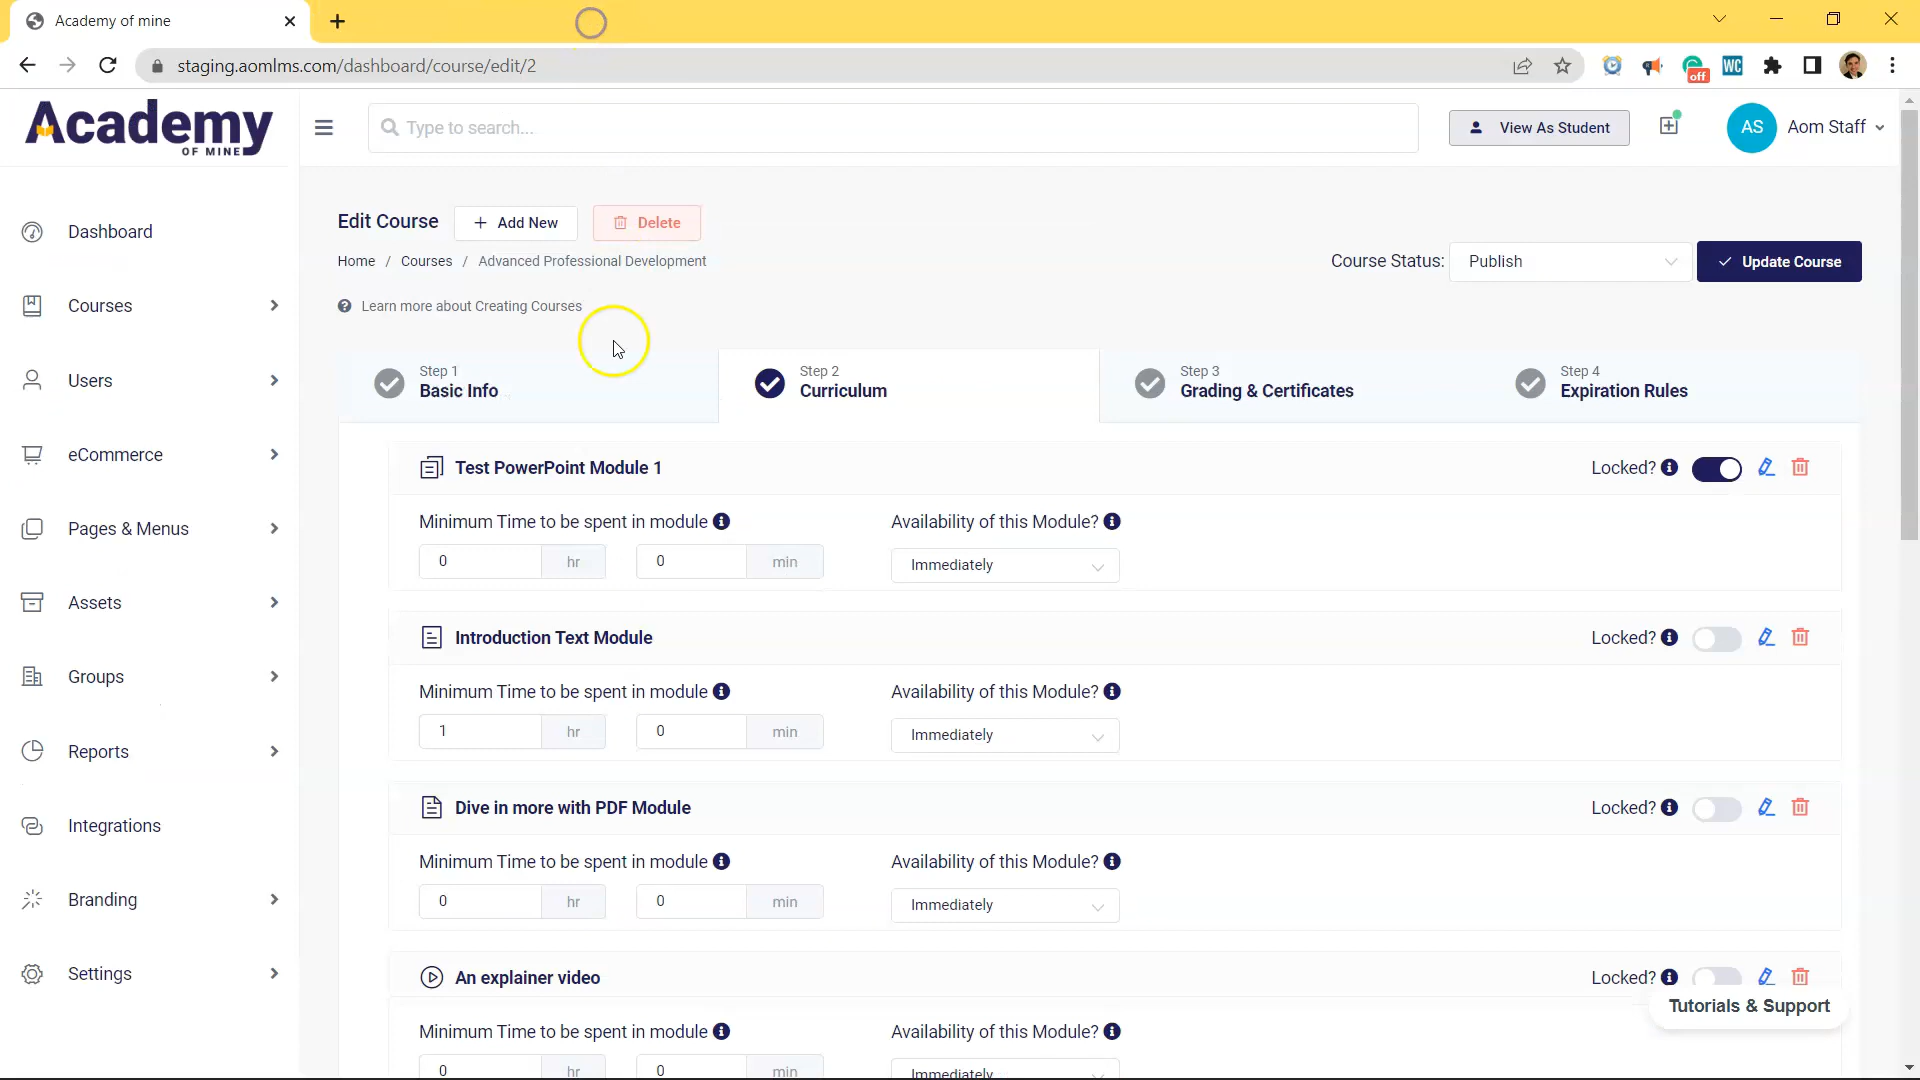 Academy of mine
staging.aomlms.com/dashboard/course/edit/2
off
WC
Academy
OF MINE
Type to search...
View As Student
AS
Aom Staff
Dashboard
Courses
Users
eCommerce
Pages & Menus
Assets
Groups
Reports
Integrations
Branding
Settings
Edit Course
Add New
Delete
Home / Courses / Advanced Professional Development
Course Status:
Publish
Update Course
Learn more about Creating Courses
Step 1
Basic Info
Step 2
Curriculum
Step 3
Grading & Certificates
Step 4
Expiration Rules
Test PowerPoint Module 1
Locked?
Minimum Time to be spent in module
Availability of this Module?
0 hr 0 min
Immediately
Introduction Text Module
Locked?
Minimum Time to be spent in module
Availability of this Module?
1 hr 0 min
Immediately
Dive in more with PDF Module
Locked?
Minimum Time to be spent in module
Availability of this Module?
0 hr 0 min
Immediately
An explainer video
Locked?
Tutorials & Support
Minimum Time to be spent in module
Availability of this Module?
0 hr 0 min
Immediately